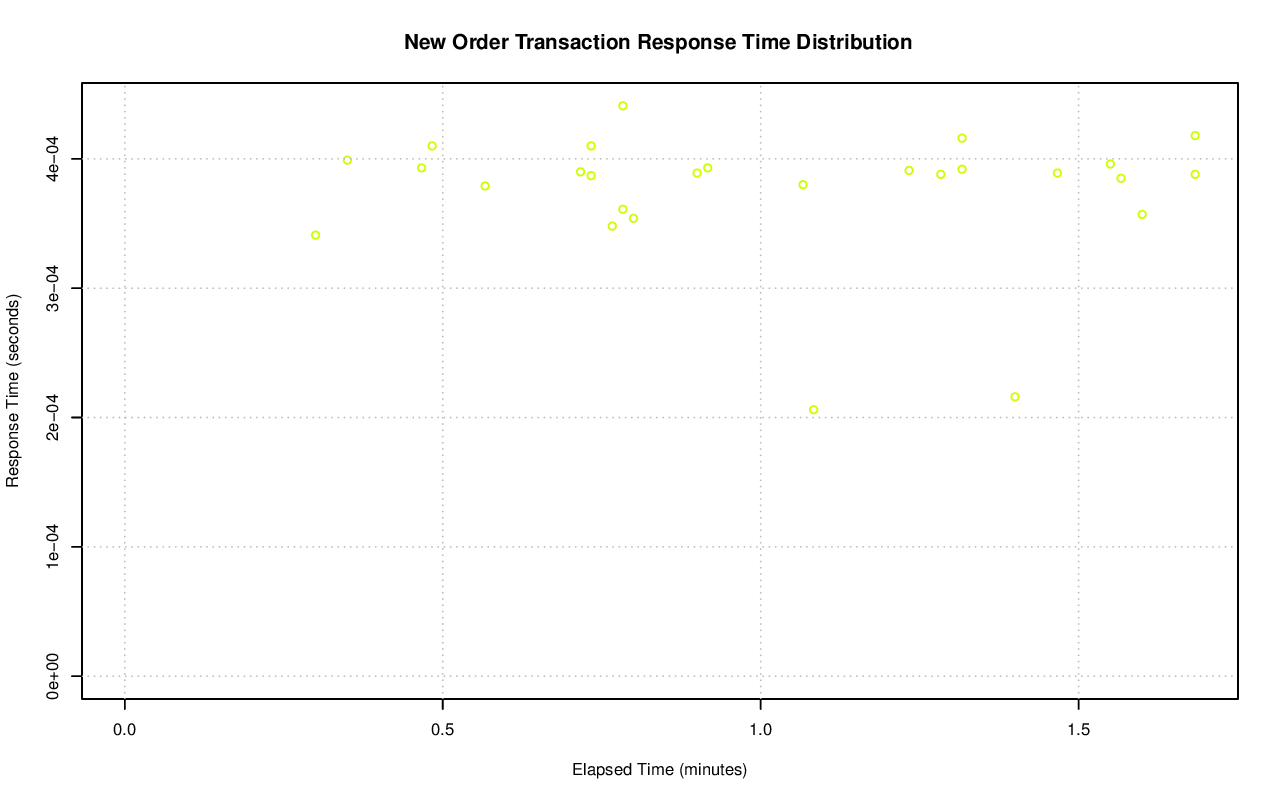 New Order Transaction Response Time Distribution
Response Time (seconds)
4e−04
3e−04
2e−04
1e−04
0e+00
0.0 0.5 1.0 1.5
Elapsed Time (minutes)